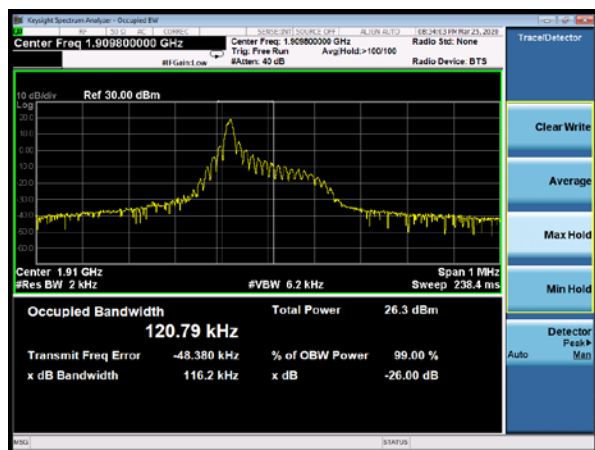 Keysight Spectrum Analyzer - Occupied BW
RF 50 Ω AC CORREC SENSE:INT SOURCE OFF ALIGN AUTO 08:34:03 PM Mar 25, 2020
Center Freq 1.909800000 GHz
Center Freq: 1.909800000 GHz
Radio Std: None
Trig: Free Run Avg|Hold:>100/100
#IFGain:Low #Atten: 40 dB Radio Device: BTS
Trace/Detector
10 dB/div Ref 30.00 dBm
Log
20.0
10.0
0.00
-10.0
-20.0
-30.0
-40.0
-50.0
-60.0
Center 1.91 GHz Span 1 MHz
#Res BW 2 kHz #VBW 6.2 kHz Sweep 238.4 ms
Occupied Bandwidth Total Power 26.3 dBm
120.79 kHz
Transmit Freq Error -48.380 kHz % of OBW Power 99.00 %
x dB Bandwidth 116.2 kHz x dB -26.00 dB
Clear Write
Average
Max Hold
Min Hold
Detector
Peak▶
Auto Man
MSG STATUS